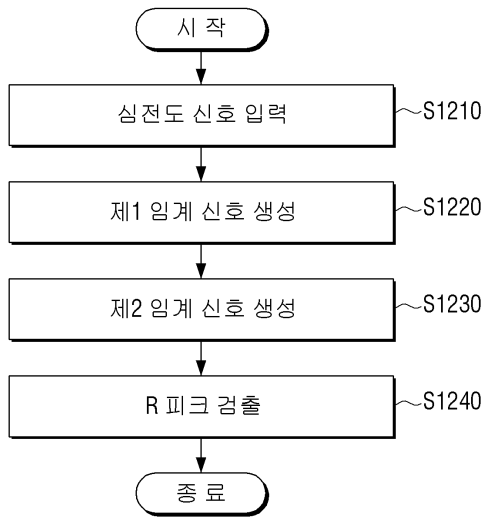 시 작
심전도 신호 입력
S1210
제1 임계 신호 생성
S1220
제2 임계 신호 생성
S1230
R 피크 검출
S1240
종 료